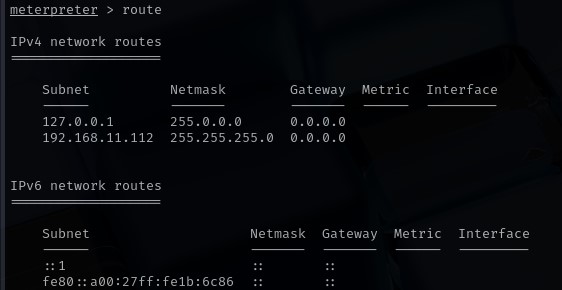 meterpreter > route
IPv4 network routes
Subnet Netmask Gateway Metric Interface
127.0.0.1 255.0.0.0 0.0.0.0
192.168.11.112 255.255.255.0 0.0.0.0
IPv6 network routes
Subnet Netmask Gateway Metric Interface
::1 :: ::
fe80::a00:27ff:fe1b:6c86 :: ::